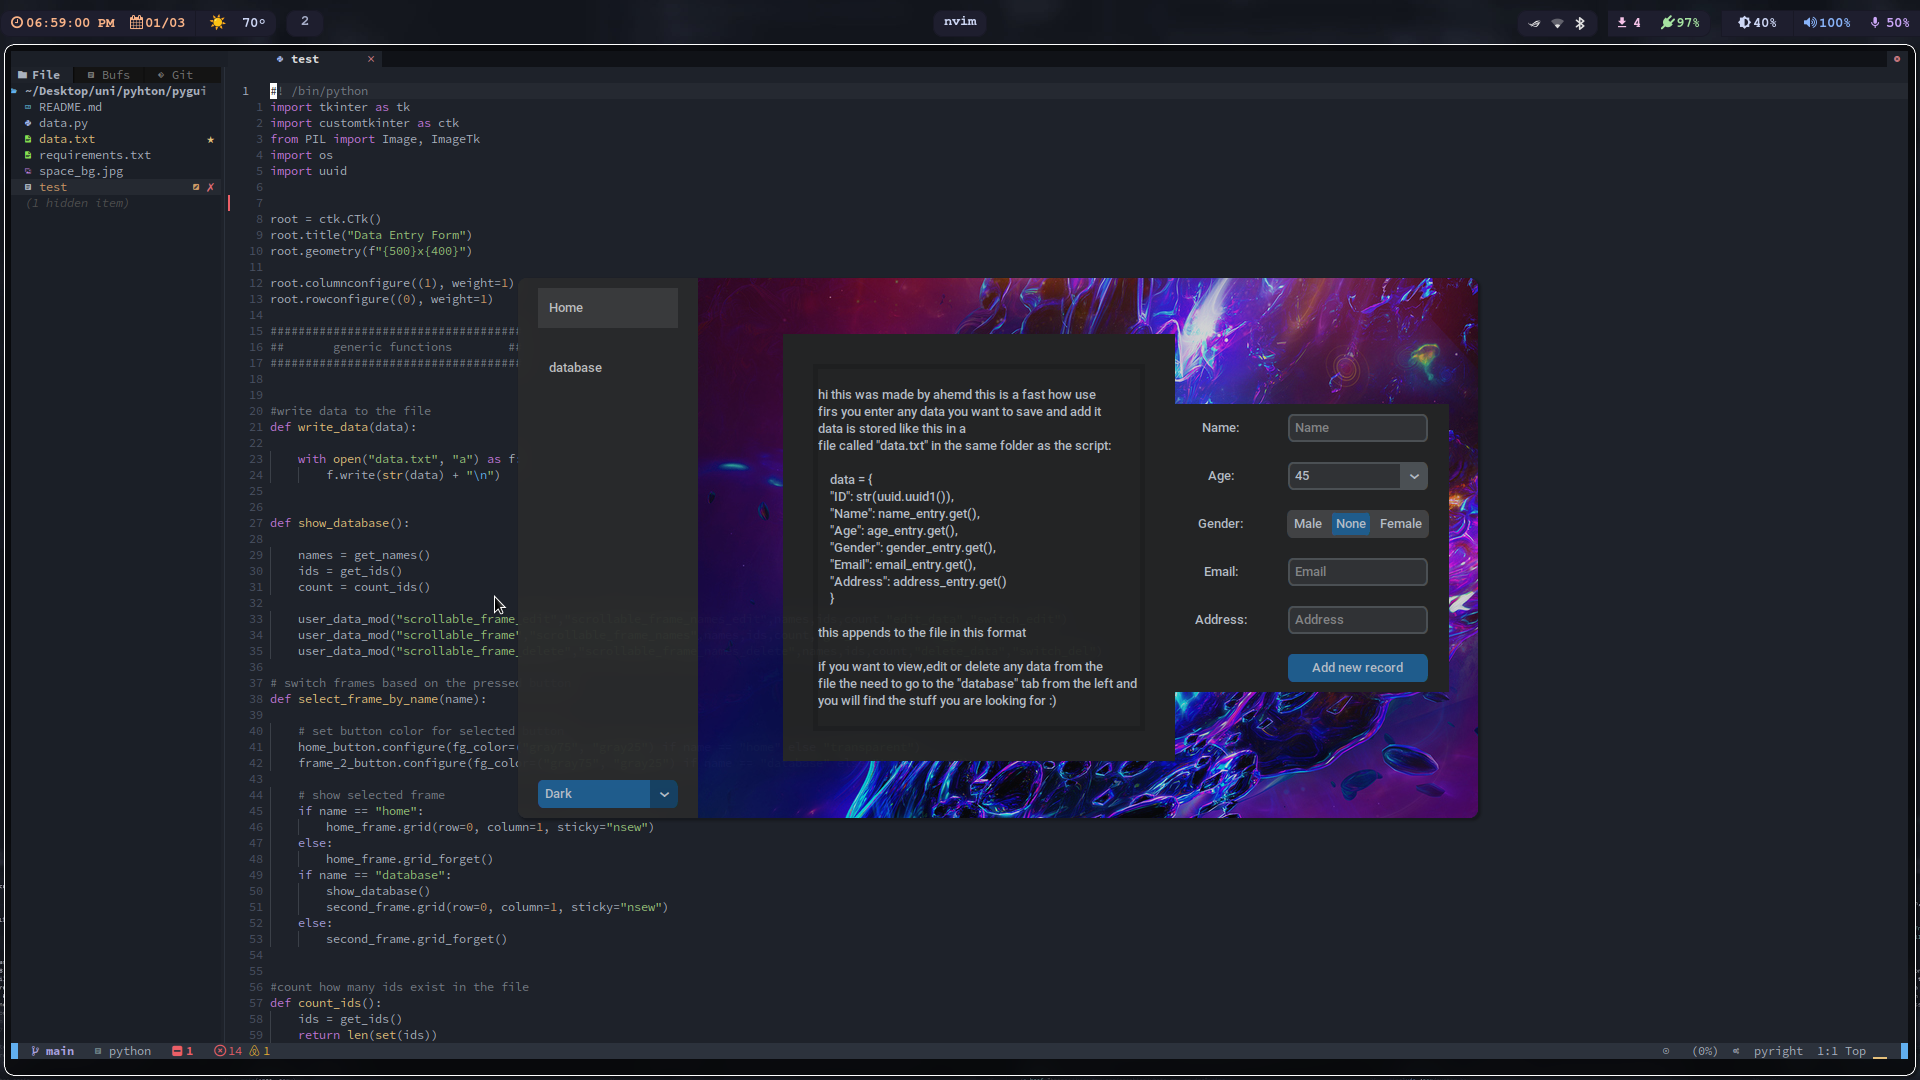 06:59:00 PM 01/03 70° 2 nvim 4 97% 40% 100% 50%
File Bufs Git
~/Desktop/uni/pyhton/pygui
README.md
data.py
data.txt
requirements.txt
space_bg.jpg
test
(1 hidden item)
test
1 #! /bin/python
1 import tkinter as tk
2 import customtkinter as ctk
3 from PIL import Image, ImageTk
4 import os
5 import uuid
6
7
8 root = ctk.CTk()
9 root.title("Data Entry Form")
10 root.geometry(f"{500}x{400}")
11
12 root.columnconfigure((1), weight=1)
13 root.rowconfigure((0), weight=1)
14
15 ####################################
16 ## generic functions ##
17 ####################################
18
19
20 #write data to the file
21 def write_data(data):
22
23 with open("data.txt", "a") as f:
24 f.write(str(data) + "\n")
25
26
27 def show_database():
28
29 names = get_names()
30 ids = get_ids()
31 count = count_ids()
32
33 user_data_mod("scrollable_frame_
34 user_data_mod("scrollable_frame"
35 user_data_mod("scrollable_frame_
36
37 # switch frames based on the pressed
38 def select_frame_by_name(name):
39
40 # set button color for selected
41 home_button.configure(fg_color=(
42 frame_2_button.configure(fg_colo
43
44 # show selected frame
45 if name == "home":
46 home_frame.grid(row=0, column=1, sticky="nsew")
47 else:
48 home_frame.grid_forget()
49 if name == "database":
50 show_database()
51 second_frame.grid(row=0, column=1, sticky="nsew")
52 else:
53 second_frame.grid_forget()
54
55
56 #count how many ids exist in the file
57 def count_ids():
58 ids = get_ids()
59 return len(set(ids))
Home
database
Dark
hi this was made by ahemd this is a fast how use
firs you enter any data you want to save and add it
data is stored like this in a
file called "data.txt" in the same folder as the script:
data = {
"ID": str(uuid.uuid1()),
"Name": name_entry.get(),
"Age": age_entry.get(),
"Gender": gender_entry.get(),
"Email": email_entry.get(),
"Address": address_entry.get()
}
this appends to the file in this format
if you want to view,edit or delete any data from the
file the need to go to the "database" tab from the left and
you will find the stuff you are looking for :)
Name: Name
Age: 45
Gender: Male None Female
Email: Email
Address: Address
Add new record
main python 1 14 1 (0%) pyright 1:1 Top